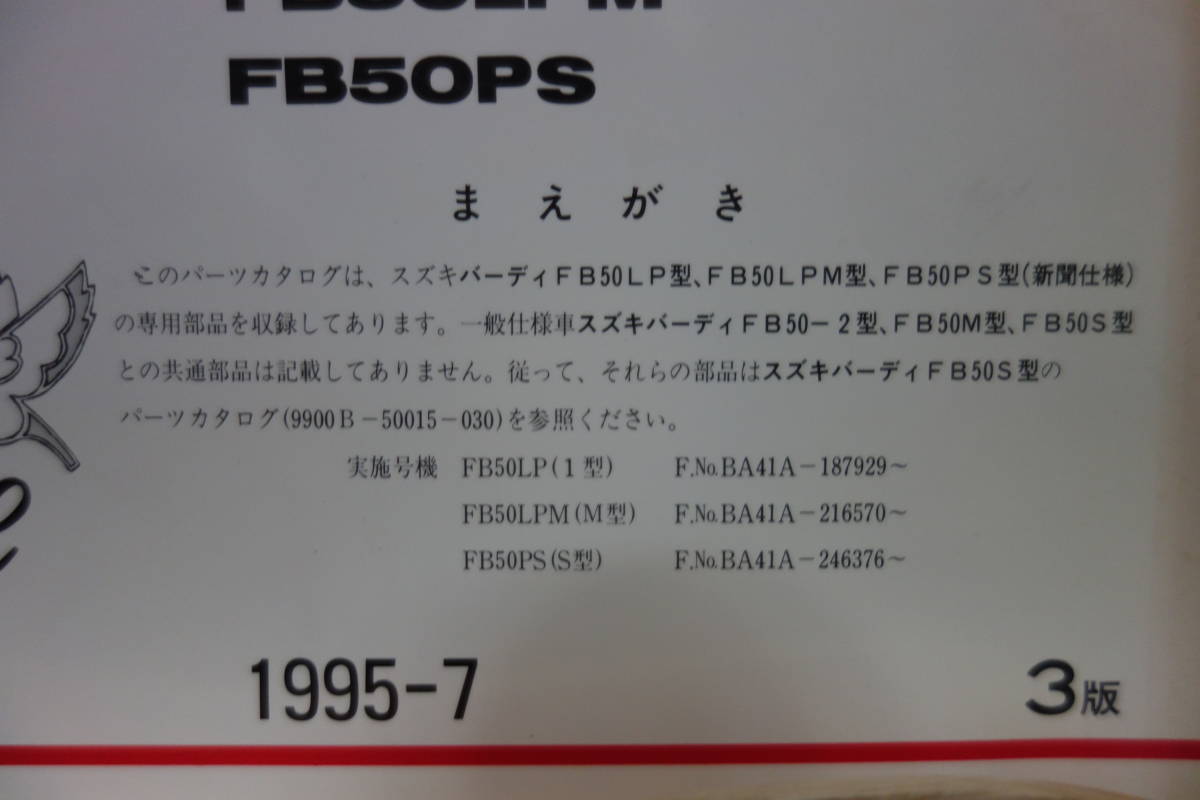 FB50LPM
FB50PS
まえがき
このパーツカタログは、スズキバーディFB50LP型、FB50LPM型、FB50PS型(新聞仕様)
の専用部品を収録してあります。一般仕様車スズキバーディFB50－2型、FB50M型、FB50S型
との共通部品は記載してありません。従って、それらの部品はスズキバーディFB50S型の
パーツカタログ(9900B－50015－030)を参照ください。
実施号機 FB50LP(1型) F.No.BA41A－187929～
FB50LPM(M型) F.No.BA41A－216570～
FB50PS(S型) F.No.BA41A－246376～
1995-7 3版